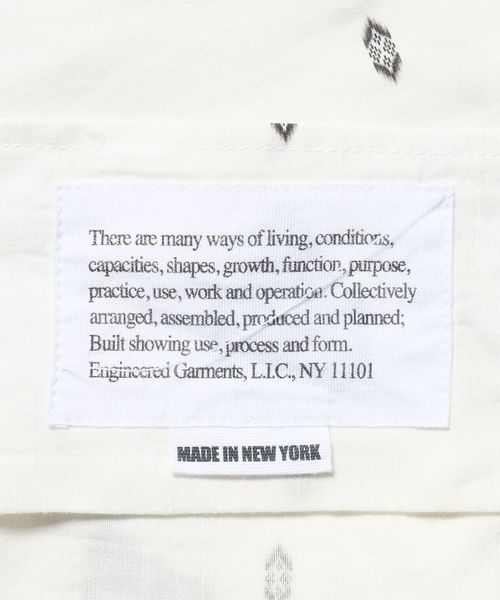 There are many ways of living, conditions,
capacities, shapes, growth, function, purpose,
practice, use, work and operation. Collectively
arranged, assembled, produced and planned;
Built showing use, process and form.
Engineered Garments, L.I.C., NY 11101
MADE IN NEW YORK